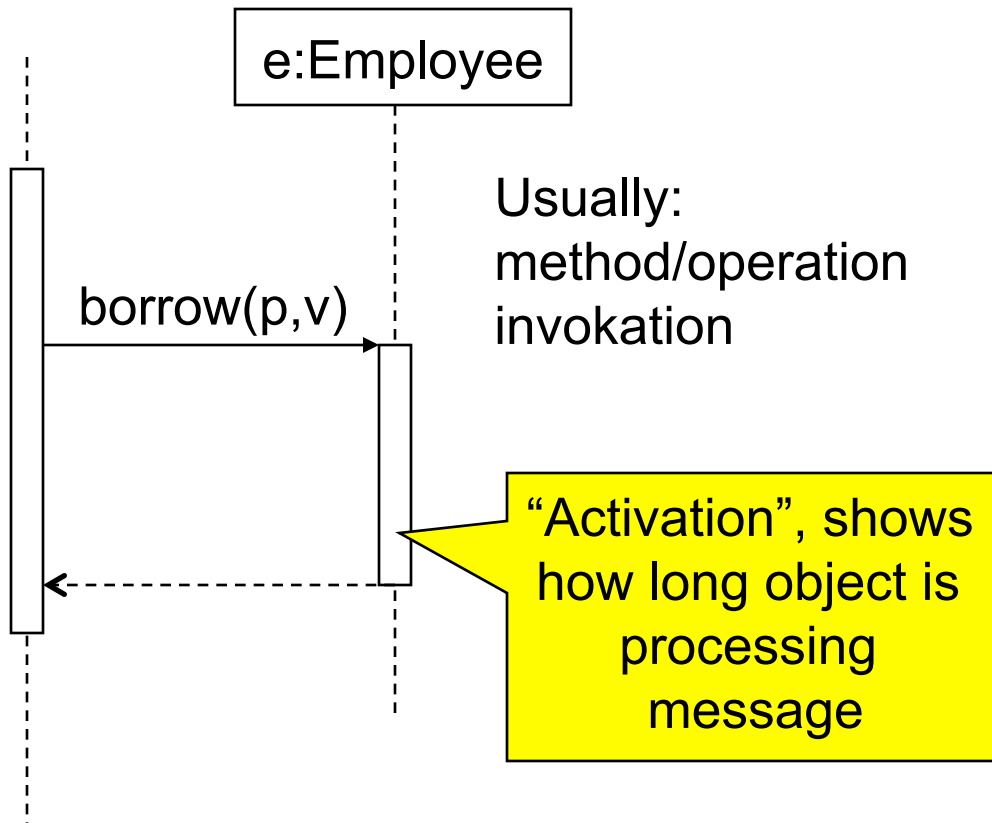 e:Employee
Usually:
method/operation
invokation
borrow(p,v)
“Activation”, shows
how long object is
processing
message